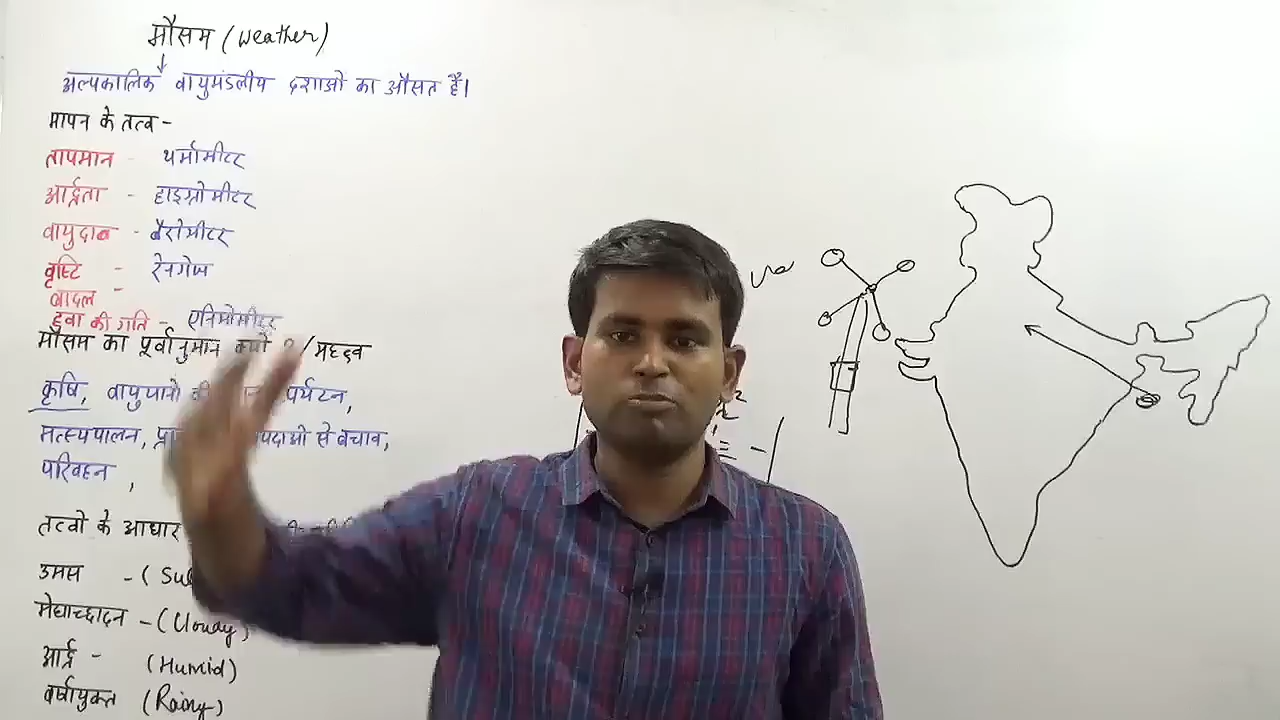 मौसम (Weather)
अल्पकालिक वायुमंडलीय दशाओं का औसत है।
मापन के तत्व -
तापमान - थर्मामीटर
आर्द्रता - हाइग्रोमीटर
वायुदाब - बैरोमीटर
वृष्टि - रेनगेज
बादल -
हवा की गति - एनिमोमीटर
मौसम का पूर्वानुमान क्यों ? /महत्व
कृषि, वायुयानो पर्यटन,
मत्स्यपालन, से बचाव,
परिवहन ,
तत्वो के आधार
उमस - (
मेघाच्छादन - (Cloudy)
आर्द्र - (Humid)
वर्षायुक्त (Rainy)